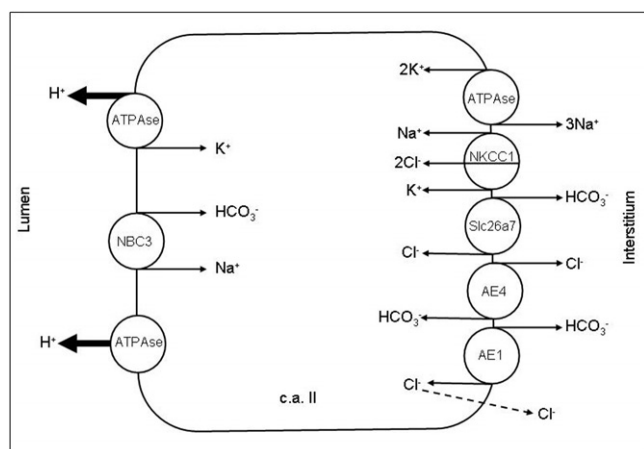 H⁺
ATPAse
K⁺
Lumen
HCO₃⁻
NBC3
Na⁺
H⁺
ATPAse
c.a. II
2K⁺
ATPAse
3Na⁺
Na⁺
NKCC1
2Cl⁻
K⁺
HCO₃⁻
Slc26a7
Cl⁻
Cl⁻
AE4
HCO₃⁻
HCO₃⁻
AE1
Cl⁻
Cl⁻
Interstitium